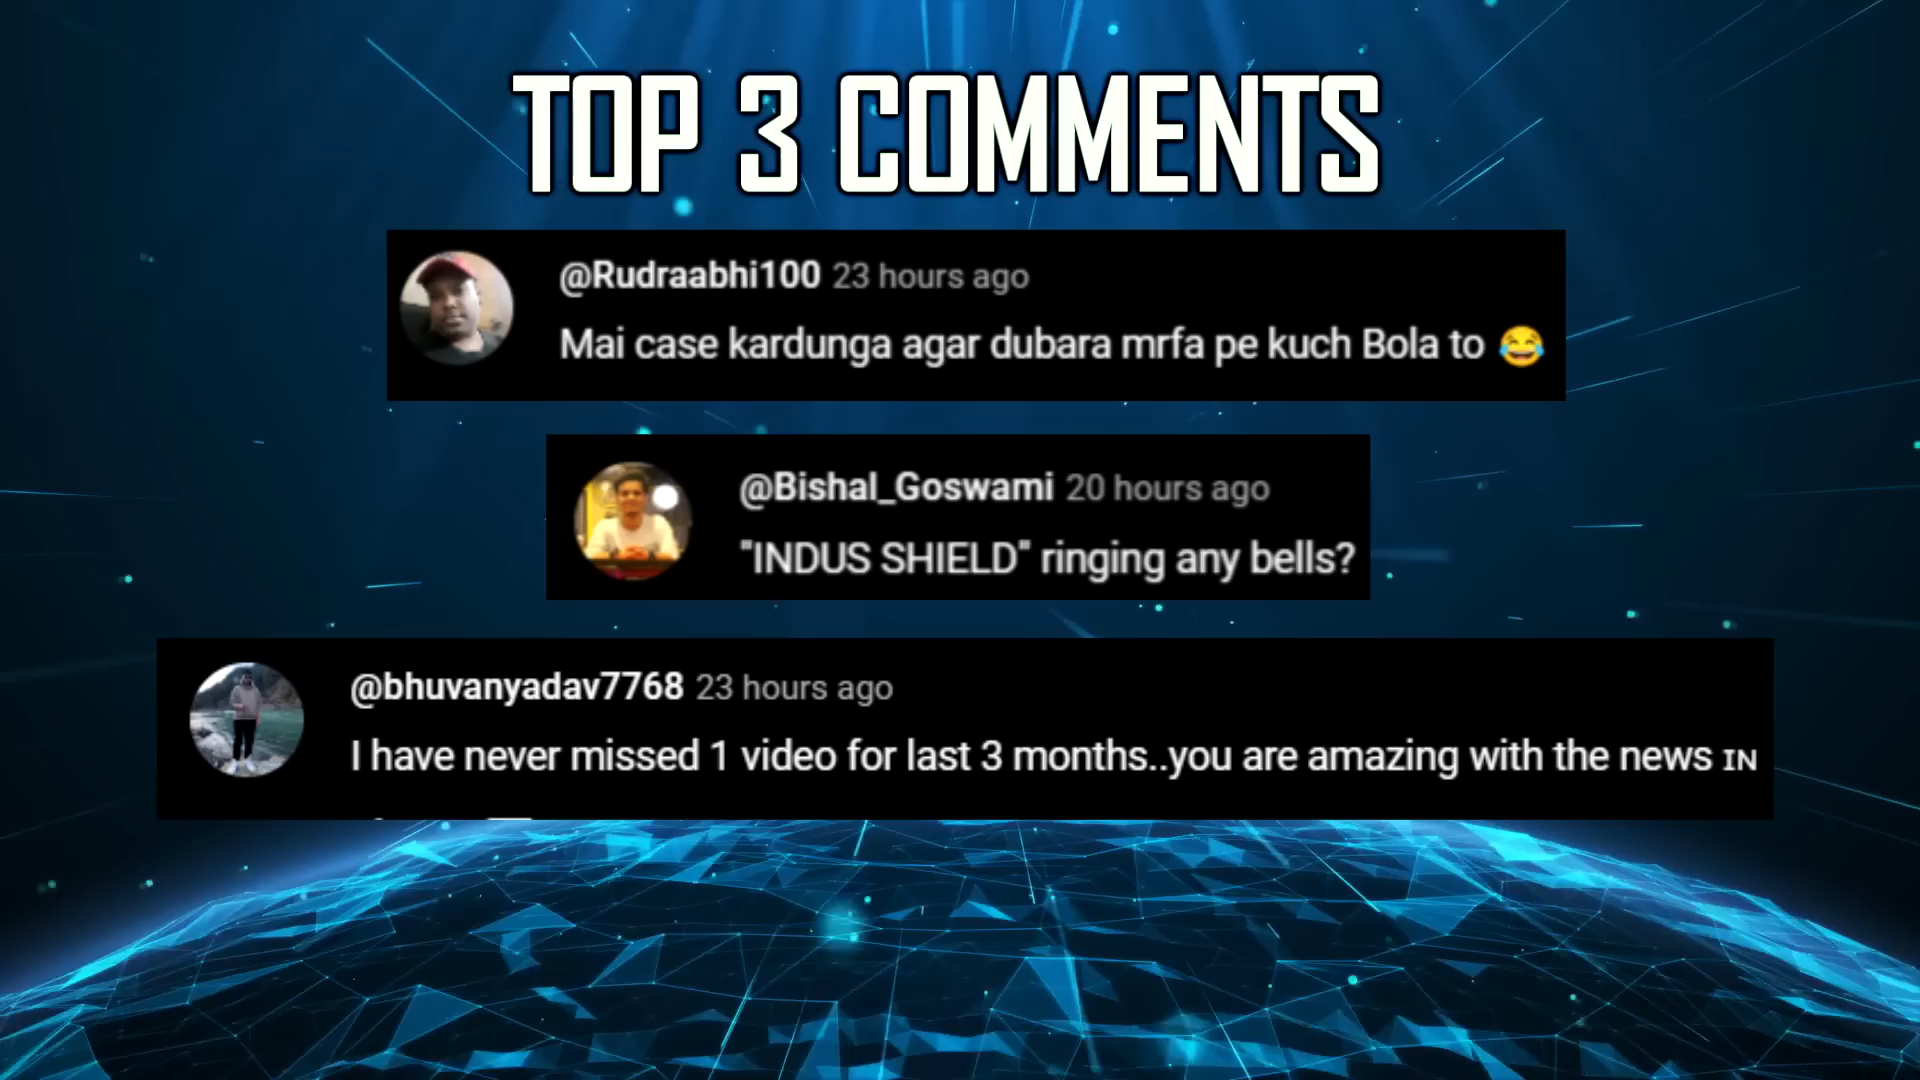 TOP 3 COMMENTS
@Rudraabhi100 23 hours ago
Mai case kardunga agar dubara mrfa pe kuch Bola to 😂
@Bishal_Goswami 20 hours ago
"INDUS SHIELD" ringing any bells?
@bhuvanyadav7768 23 hours ago
I have never missed 1 video for last 3 months..you are amazing with the news ɪɴ